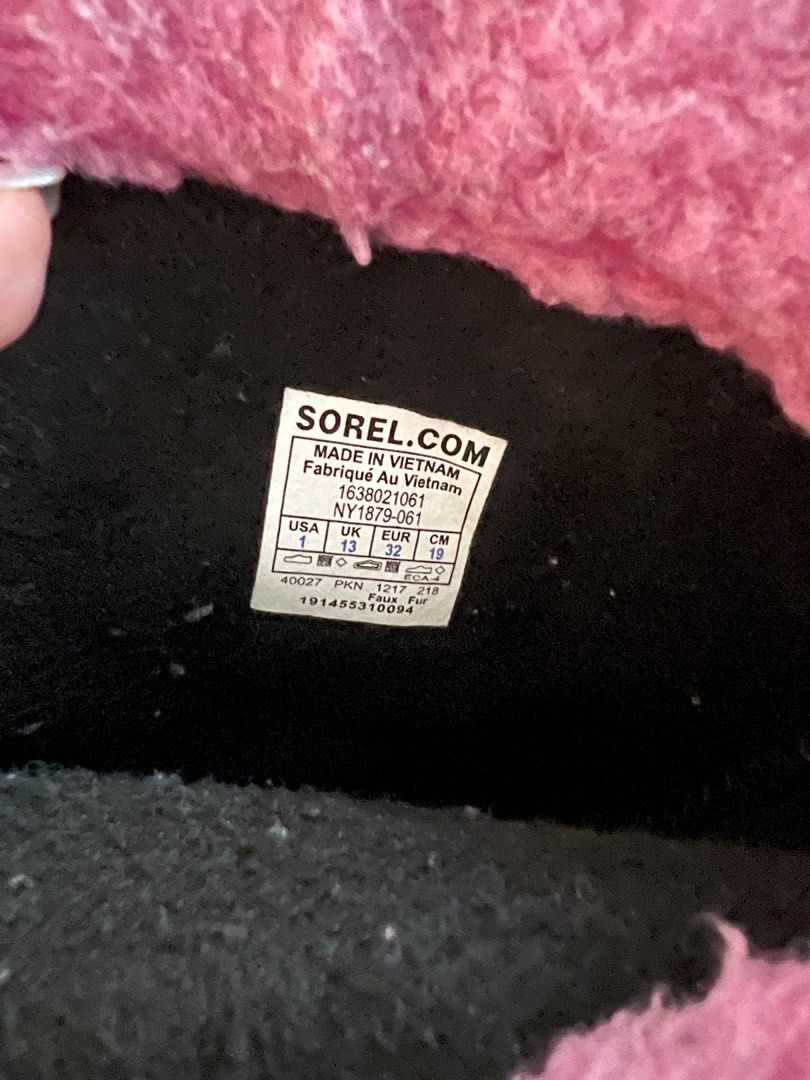 SOREL.COM
MADE IN VIETNAM
Fabriqué Au Vietnam
1638021061
NY1879-061
USA UK EUR CM
1 13 32 19
ECA-4
40027 PKN 1217 218
Faux Fur
191455310094